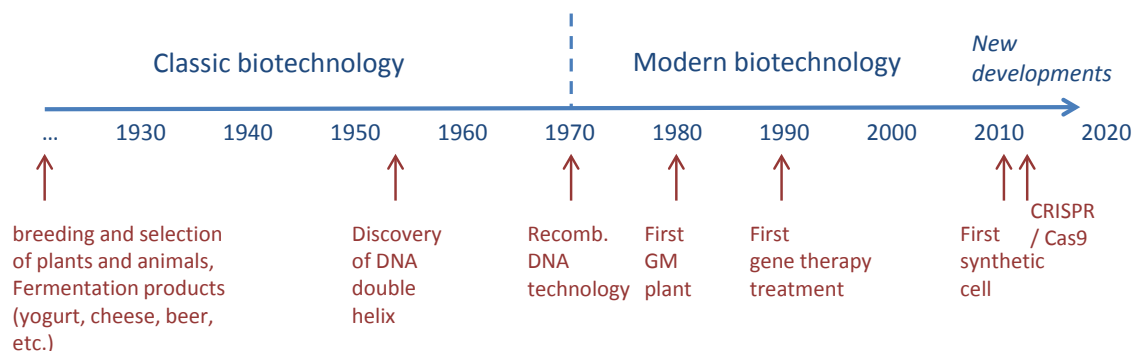 Classic biotechnology
Modern biotechnology
New
developments
... 1930 1940 1950 1960 1970 1980 1990 2000 2010 2020
breeding and selection
of plants and animals,
Fermentation products
(yogurt, cheese, beer,
etc.)
Discovery
of DNA
double
helix
Recomb.
DNA
technology
First
GM
plant
First
gene therapy
treatment
First
synthetic
cell
CRISPR
/ Cas9